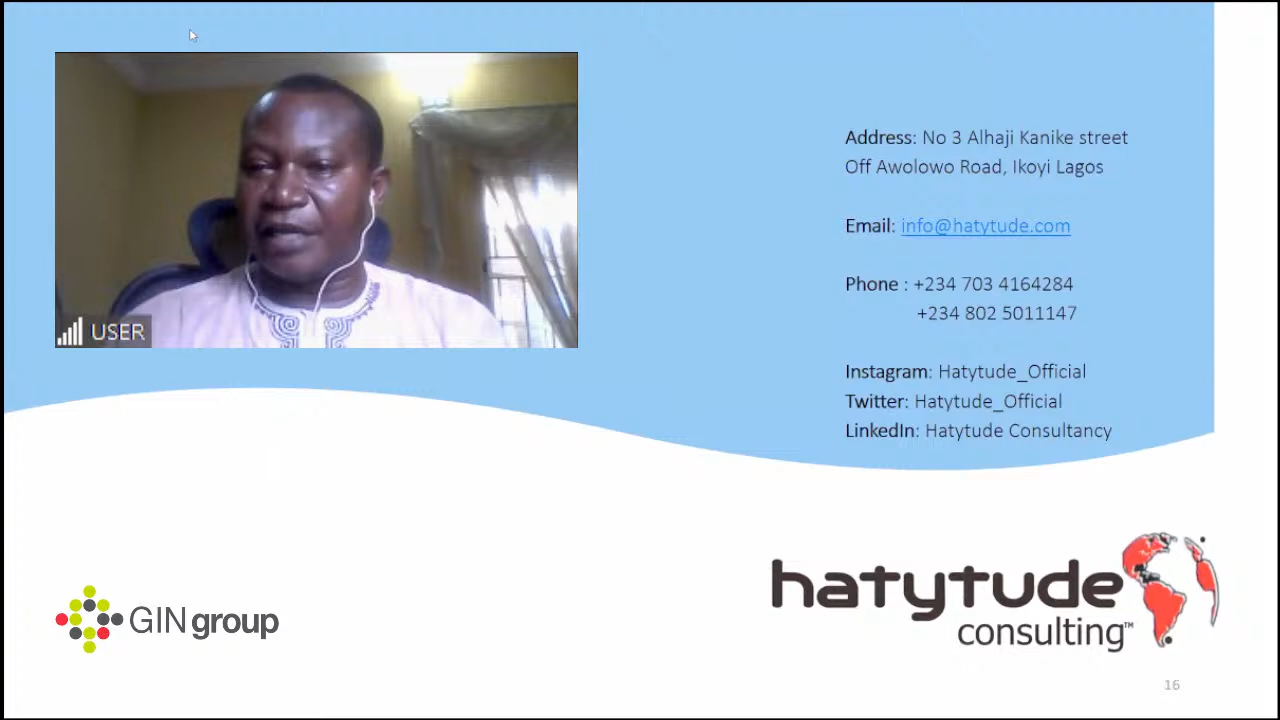 Address: No 3 Alhaji Kanike street
Off Awolowo Road, Ikoyi Lagos
Email: info@hatytude.com
Phone : +234 703 4164284
+234 802 5011147
Instagram: Hatytude_Official
Twitter: Hatytude_Official
LinkedIn: Hatytude Consultancy
USER
GIN group
hatytude
consulting™
16